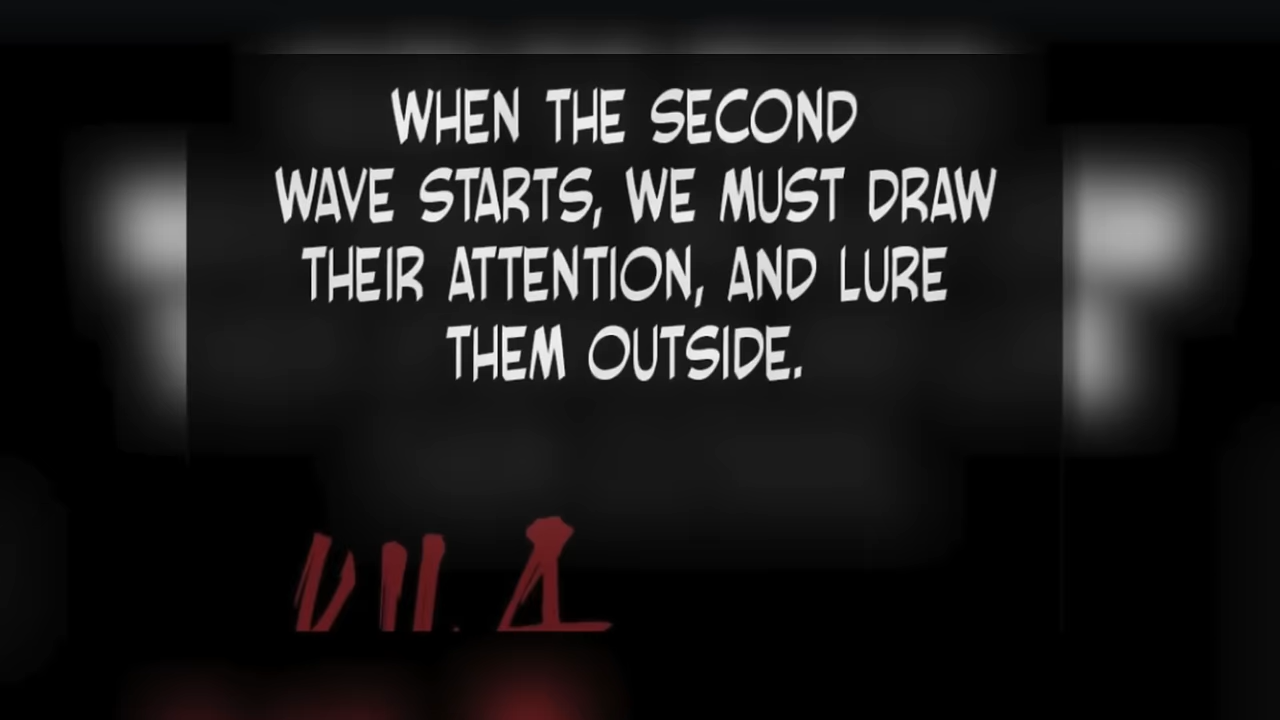 WHEN THE SECOND
WAVE STARTS, WE MUST DRAW
THEIR ATTENTION, AND LURE
THEM OUTSIDE.